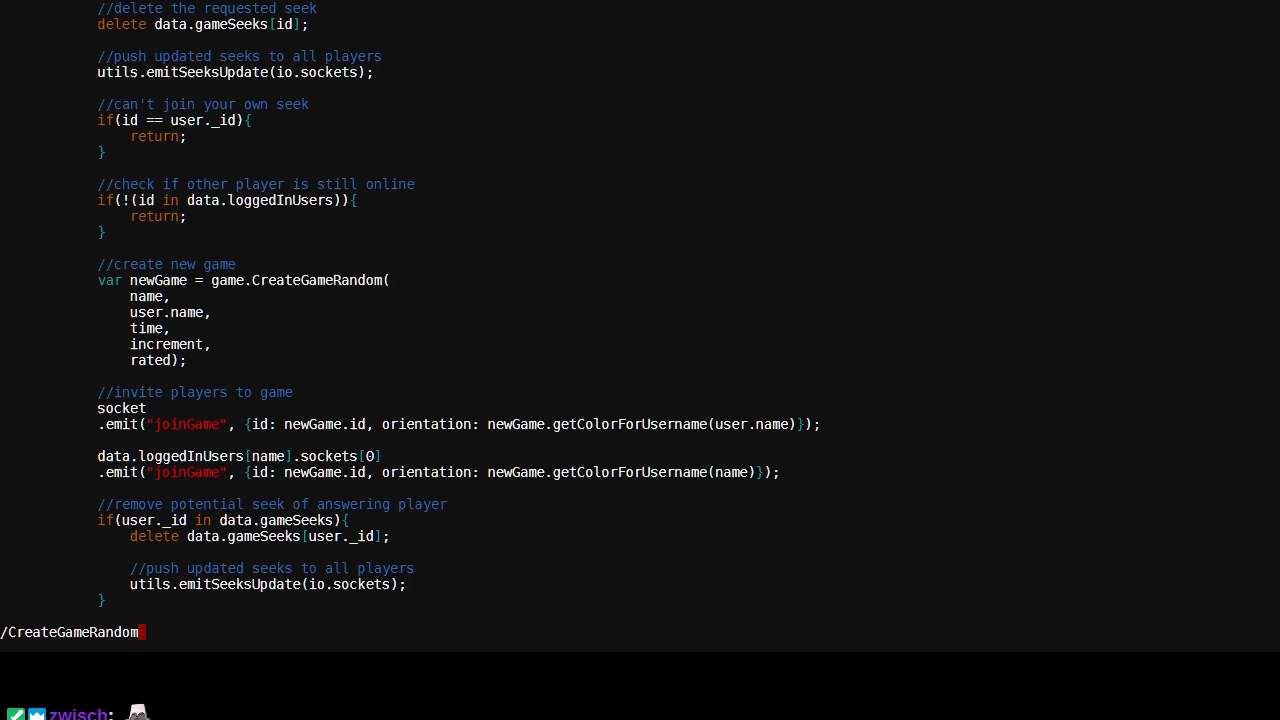 //delete the requested seek
delete data.gameSeeks[id];
//push updated seeks to all players
utils.emitSeeksUpdate(io.sockets);
//can't join your own seek
if(id == user._id){
return;
}
//check if other player is still online
if(!(id in data.loggedInUsers)){
return;
}
//create new game
var newGame = game.CreateGameRandom(
name,
user.name,
time,
increment,
rated);
//invite players to game
socket
.emit("joinGame", {id: newGame.id, orientation: newGame.getColorForUsername(user.name)});
data.loggedInUsers[name].sockets[0]
.emit("joinGame", {id: newGame.id, orientation: newGame.getColorForUsername(name)});
//remove potential seek of answering player
if(user._id in data.gameSeeks){
delete data.gameSeeks[user._id];
//push updated seeks to all players
utils.emitSeeksUpdate(io.sockets);
}
/CreateGameRandom
zwisch: